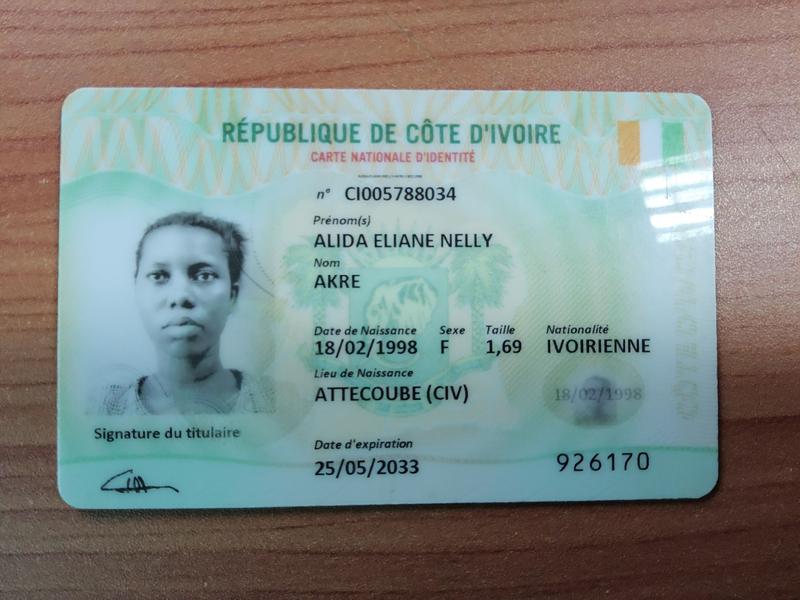 RÉPUBLIQUE DE CÔTE D'IVOIRE
CARTE NATIONALE D'IDENTITÉ
n° CI005788034
Prénom(s)
ALIDA ELIANE NELLY
Nom
AKRE
Date de Naissance Sexe Taille Nationalité
18/02/1998 F 1,69 IVOIRIENNE
Lieu de Naissance
ATTECOUBE (CIV)
18/02/1998
Signature du titulaire
Date d'expiration
25/05/2033
926170